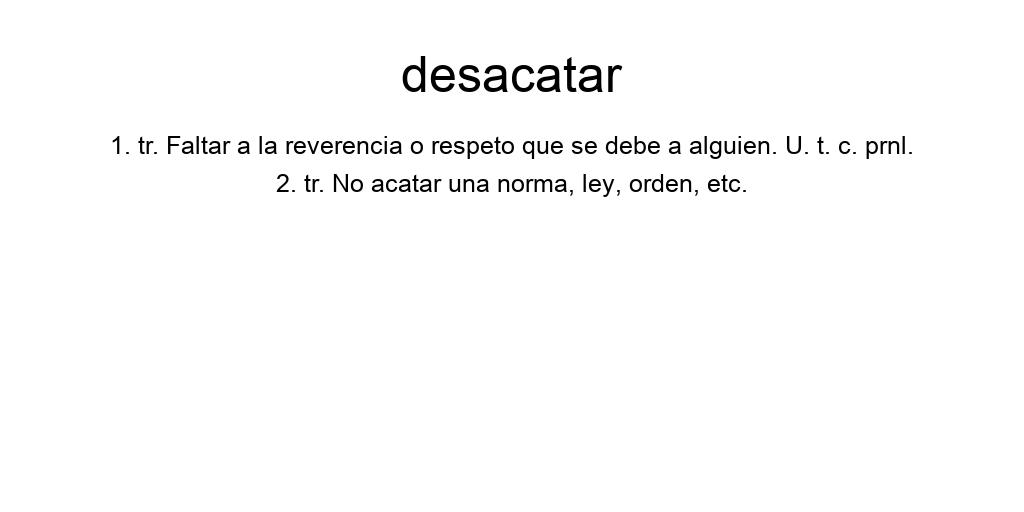 desacatar
1. tr. Faltar a la reverencia o respeto que se debe a alguien. U. t. c. prnl.
2. tr. No acatar una norma, ley, orden, etc.